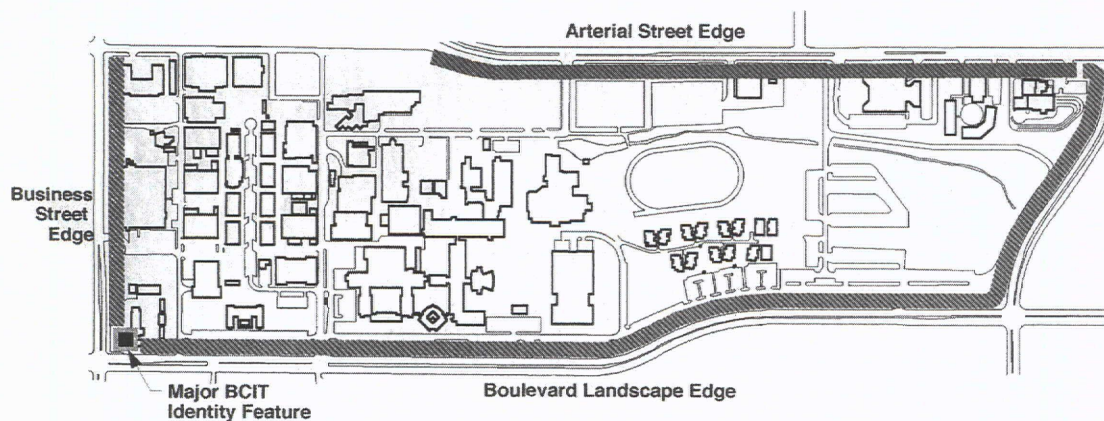 Arterial Street Edge
Business
Street
Edge
Boulevard Landscape Edge
Major BCIT
Identity Feature